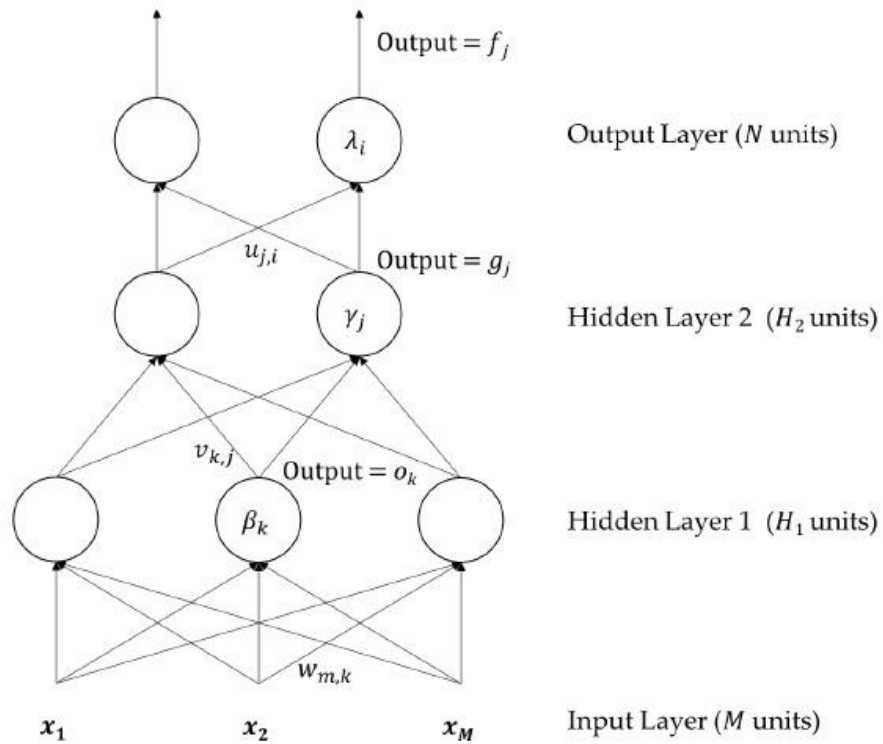 Output = f_j
λ_i
Output Layer (N units)
u_{j,i}
Output = g_j
γ_j
Hidden Layer 2 (H_2 units)
v_{k,j}
Output = o_k
β_k
Hidden Layer 1 (H_1 units)
w_{m,k}
x_1 x_2 x_M
Input Layer (M units)